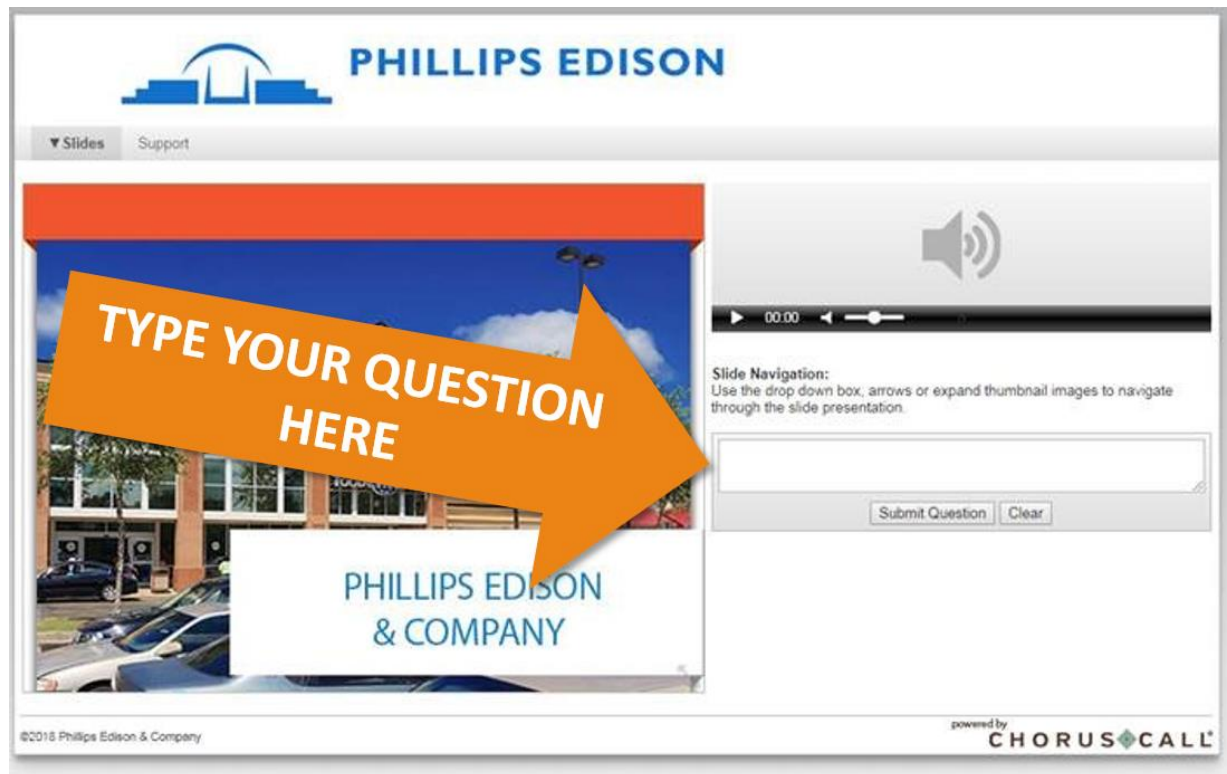 PHILLIPS EDISON
▼Slides Support
TYPE YOUR QUESTION
HERE
00:00
Slide Navigation:
Use the drop down box, arrows or expand thumbnail images to navigate
through the slide presentation.
Submit Question Clear
PHILLIPS EDISON
& COMPANY
©2018 Phillips Edison & Company
powered by
CHORUS CALL